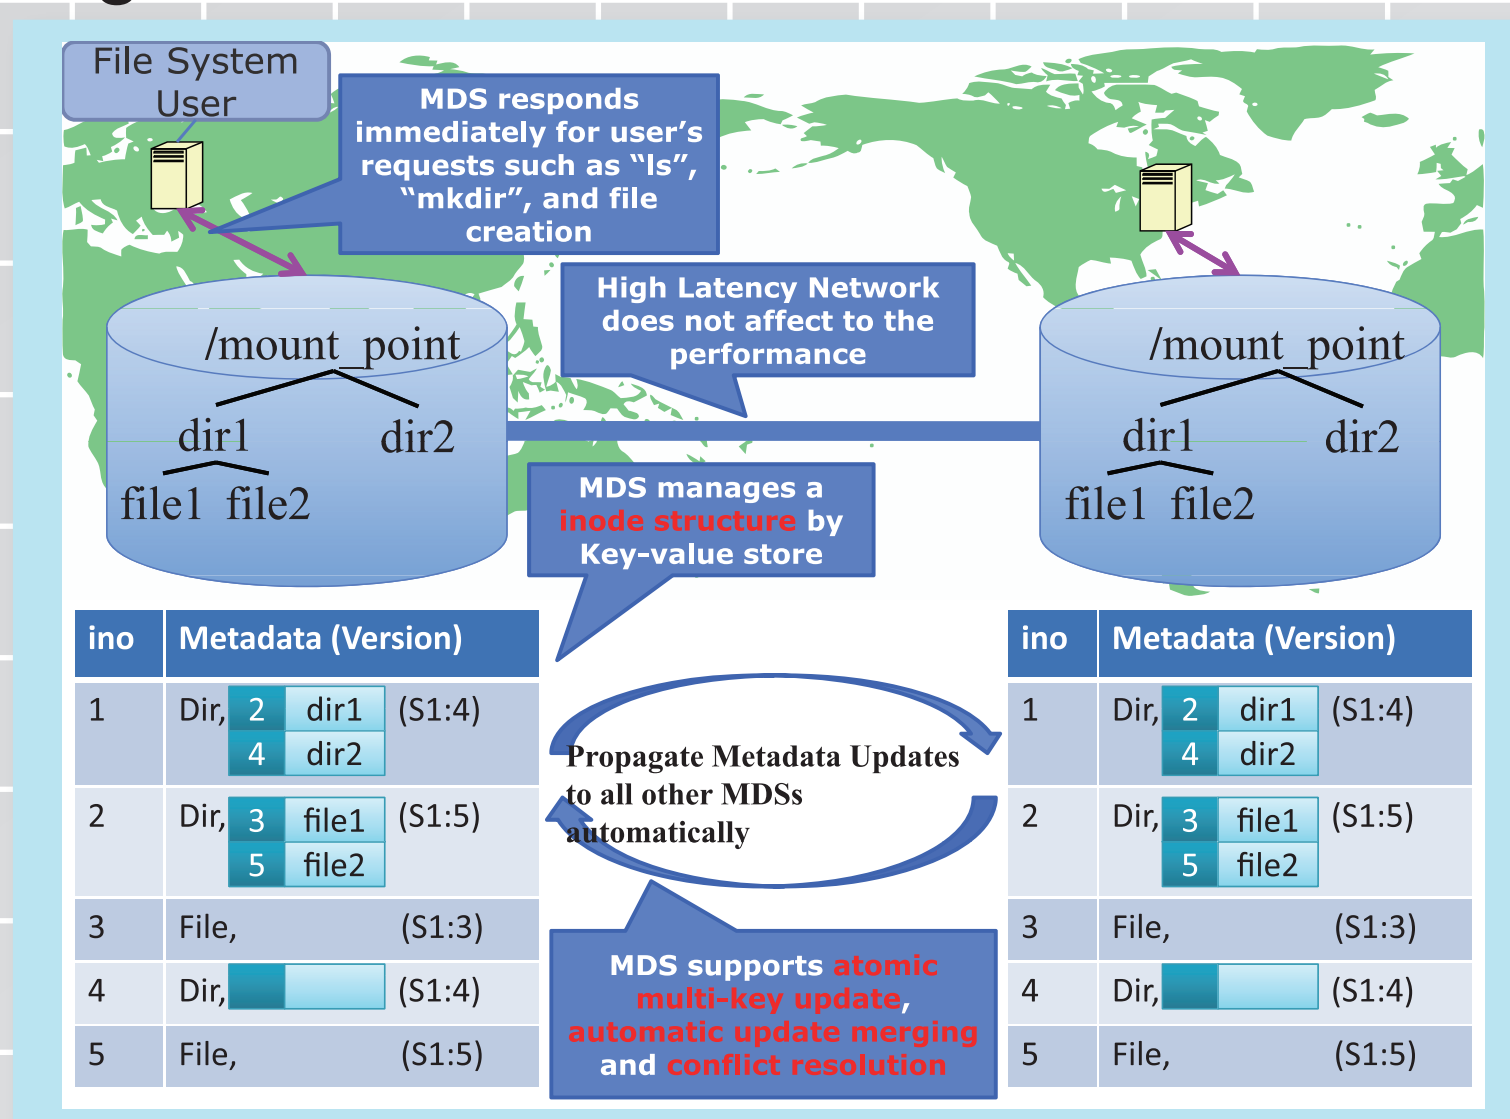 File System
User
MDS responds
immediately for user’s
requests such as “ls”,
“mkdir”, and file
creation
High Latency Network
does not affect to the
performance
/mount_point
dir1 dir2
file1 file2
/mount_point
dir1 dir2
file1 file2
MDS manages a
inode structure by
Key-value store
ino Metadata (Version)
1 Dir, 2 dir1 (S1:4)
4 dir2
2 Dir, 3 file1 (S1:5)
5 file2
3 File, (S1:3)
4 Dir, (S1:4)
5 File, (S1:5)
Propagate Metadata Updates
to all other MDSs
automatically
MDS supports atomic
multi-key update,
automatic update merging
and conflict resolution
ino Metadata (Version)
1 Dir, 2 dir1 (S1:4)
4 dir2
2 Dir, 3 file1 (S1:5)
5 file2
3 File, (S1:3)
4 Dir, (S1:4)
5 File, (S1:5)